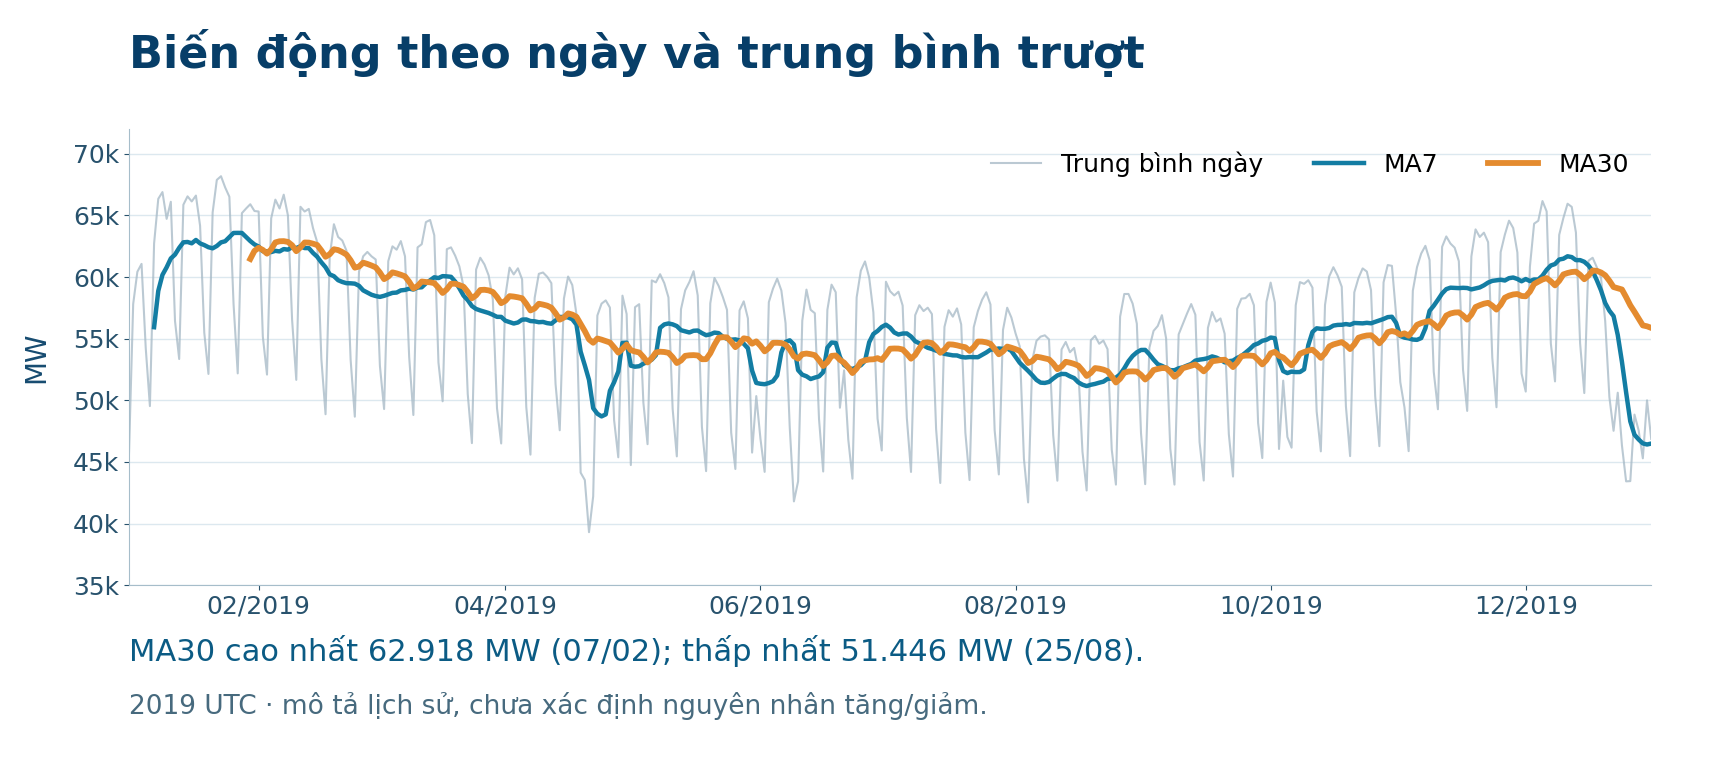 Biến động theo ngày và trung bình trượt
70k
65k
60k
55k
50k
45k
40k
35k
MW
Trung bình ngày
MA7
MA30
02/2019
04/2019
06/2019
08/2019
10/2019
12/2019
MA30 cao nhất 62.918 MW (07/02); thấp nhất 51.446 MW (25/08).
2019 UTC · mô tả lịch sử, chưa xác định nguyên nhân tăng/giảm.